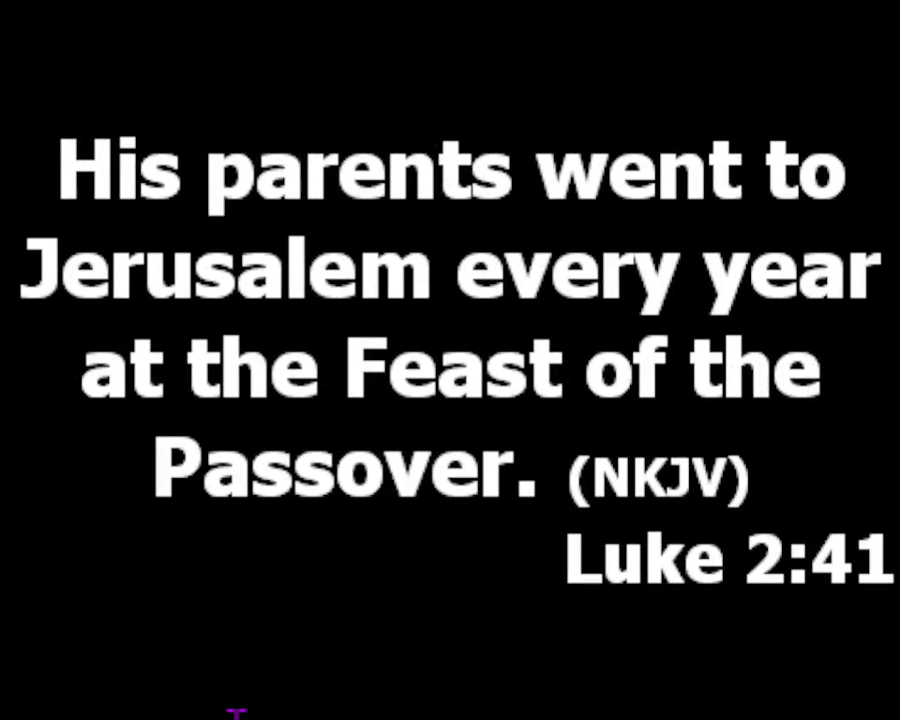 His parents went to
Jerusalem every year
at the Feast of the
Passover. (NKJV)
Luke 2:41